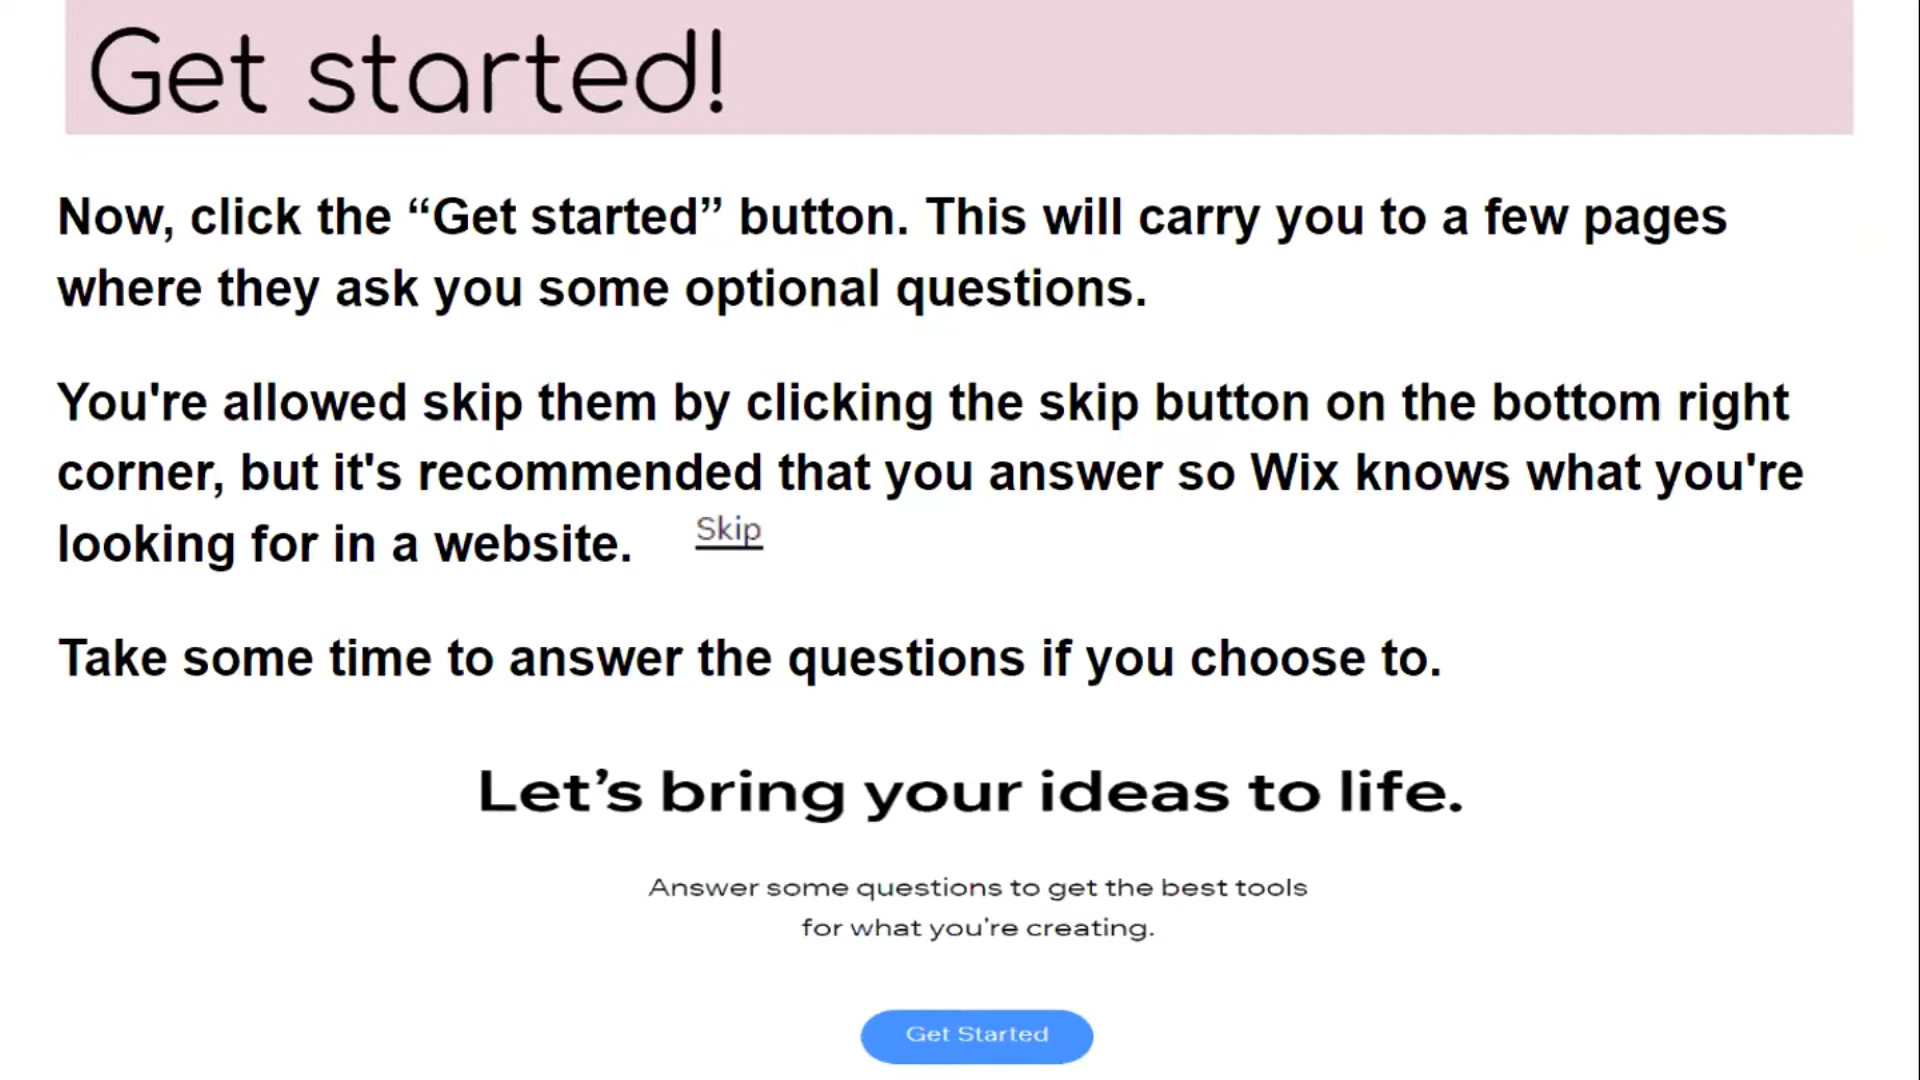 Get started!
Now, click the “Get started” button. This will carry you to a few pages
where they ask you some optional questions.
You're allowed skip them by clicking the skip button on the bottom right
corner, but it's recommended that you answer so Wix knows what you're
looking for in a website.
Skip
Take some time to answer the questions if you choose to.
Let’s bring your ideas to life.
Answer some questions to get the best tools
for what you’re creating.
Get Started